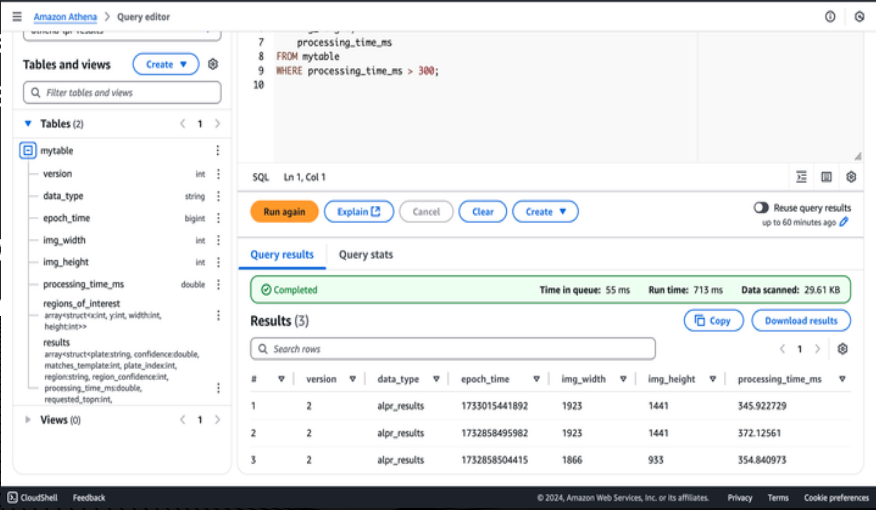 Amazon Athena > Query editor
Tables and views
Create ▼
Filter tables and views
Tables (2)
< 1 >
mytable
version int
data_type string
epoch_time bigint
img_width int
img_height int
processing_time_ms double
regions_of_interest
array<struct<x:int, y:int, width:int,
height:int>>
results
array<struct<plate:string, confidence:double,
matches_template:int, plate_index:int,
region:string, region_confidence:int,
processing_time_ms:double,
requested_topn:int,
Views (0)
< 1 >
7 processing_time_ms
8 FROM mytable
9 WHERE processing_time_ms > 300;
10
SQL Ln 1, Col 1
Run again Explain Cancel Clear Create ▼
Reuse query results
up to 60 minutes ago
Query results Query stats
Completed Time in queue: 55 ms Run time: 713 ms Data scanned: 29.61 KB
Results (3) Copy Download results
Search rows < 1 >
# version data_type epoch_time img_width img_height processing_time_ms
1 2 alpr_results 1733015441892 1923 1441 345.922729
2 2 alpr_results 1732858495982 1923 1441 372.12561
3 2 alpr_results 1732858504415 1866 933 354.840973
CloudShell Feedback © 2024, Amazon Web Services, Inc. or its affiliates. Privacy Terms Cookie preferences